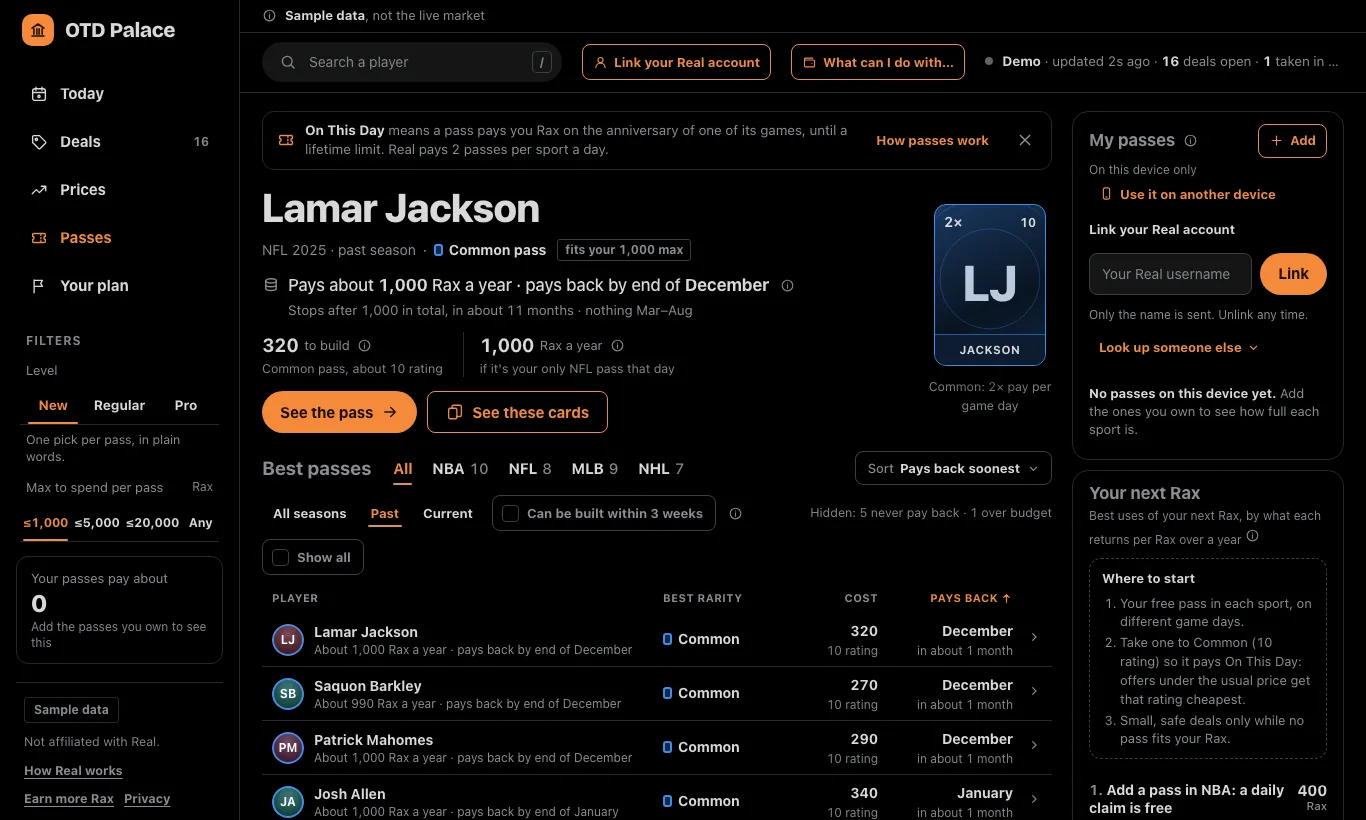 OTD Palace
Today
Deals 16
Prices
Passes
Your plan
FILTERS
Level
New Regular Pro
One pick per pass, in plain
words.
Max to spend per pass Rax
≤1,000 ≤5,000 ≤20,000 Any
Your passes pay about
0
Add the passes you own to see
this
Sample data
Not affiliated with Real.
How Real works
Earn more Rax Privacy
Sample data, not the live market
Search a player /
Link your Real account
What can I do with...
Demo · updated 2s ago · 16 deals open · 1 taken in ...
On This Day means a pass pays you Rax on the anniversary of one of its games, until a
lifetime limit. Real pays 2 passes per sport a day.
How passes work
Lamar Jackson
NFL 2025 · past season · Common pass fits your 1,000 max
Pays about 1,000 Rax a year · pays back by end of December
Stops after 1,000 in total, in about 11 months · nothing Mar–Aug
320 to build
Common pass, about 10 rating
1,000 Rax a year
if it's your only NFL pass that day
See the pass →
See these cards
2× 10
LJ
JACKSON
Common: 2× pay per
game day
Best passes All NBA 10 NFL 8 MLB 9 NHL 7
Sort Pays back soonest
All seasons Past Current
Can be built within 3 weeks
Hidden: 5 never pay back · 1 over budget
Show all
PLAYER BEST RARITY COST PAYS BACK ↑
LJ Lamar Jackson Common 320 December
About 1,000 Rax a year · pays back by end of December 10 rating in about 1 month
SB Saquon Barkley Common 270 December
About 990 Rax a year · pays back by end of December 10 rating in about 1 month
PM Patrick Mahomes Common 290 December
About 1,000 Rax a year · pays back by end of December 10 rating in about 1 month
JA Josh Allen Common 340 January
About 1,000 Rax a year · pays back by end of January 10 rating in about 1 month
My passes
+ Add
On this device only
Use it on another device
Link your Real account
Your Real username
Link
Only the name is sent. Unlink any time.
Look up someone else
No passes on this device yet. Add
the ones you own to see how full each
sport is.
Your next Rax
Best uses of your next Rax, by what each
returns per Rax over a year
Where to start
1. Your free pass in each sport, on
different game days.
2. Take one to Common (10
rating) so it pays On This Day:
offers under the usual price get
that rating cheapest.
3. Small, safe deals only while no
pass fits your Rax.
1. Add a pass in NBA: a daily 400
claim is free Rax